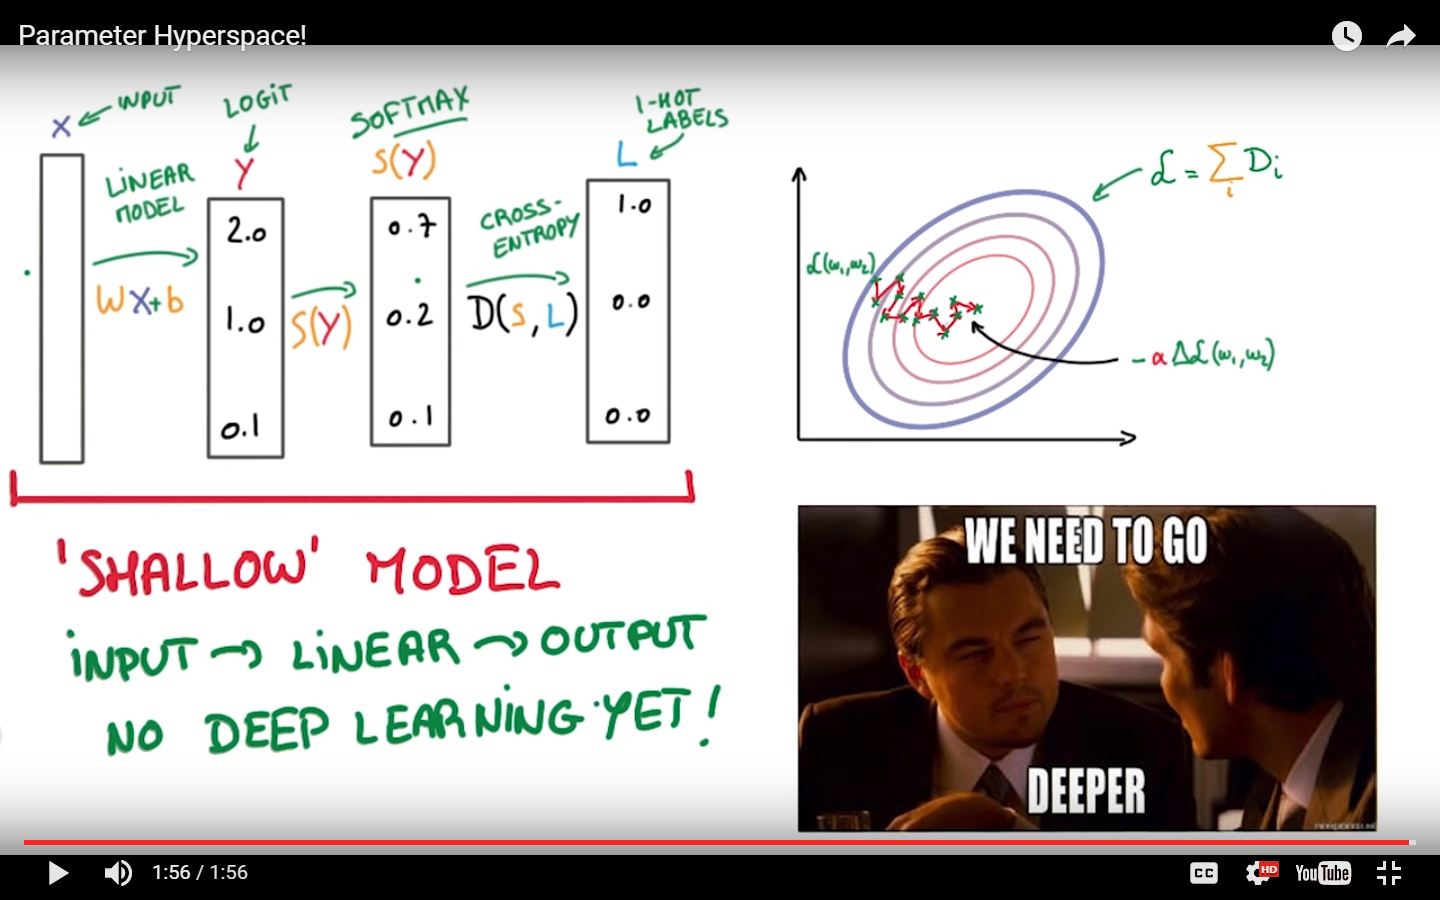 Parameter Hyperspace!
X
INPUT
LOGIT
Y
SOFTMAX
S(Y)
1-HOT
LABELS
L
LINEAR
MODEL
WX+b
2.0
1.0
0.1
S(Y)
0.7
0.2
0.1
CROSS-
ENTROPY
D(S,L)
1.0
0.0
0.0
'SHALLOW' MODEL
INPUT → LINEAR → OUTPUT
NO DEEP LEARNING YET!
ℒ = Σ Di
i
ℒ(w₁,w₂)
-α Δℒ(w₁,w₂)
WE NEED TO GO
DEEPER
1:56 / 1:56
CC
HD
YouTube